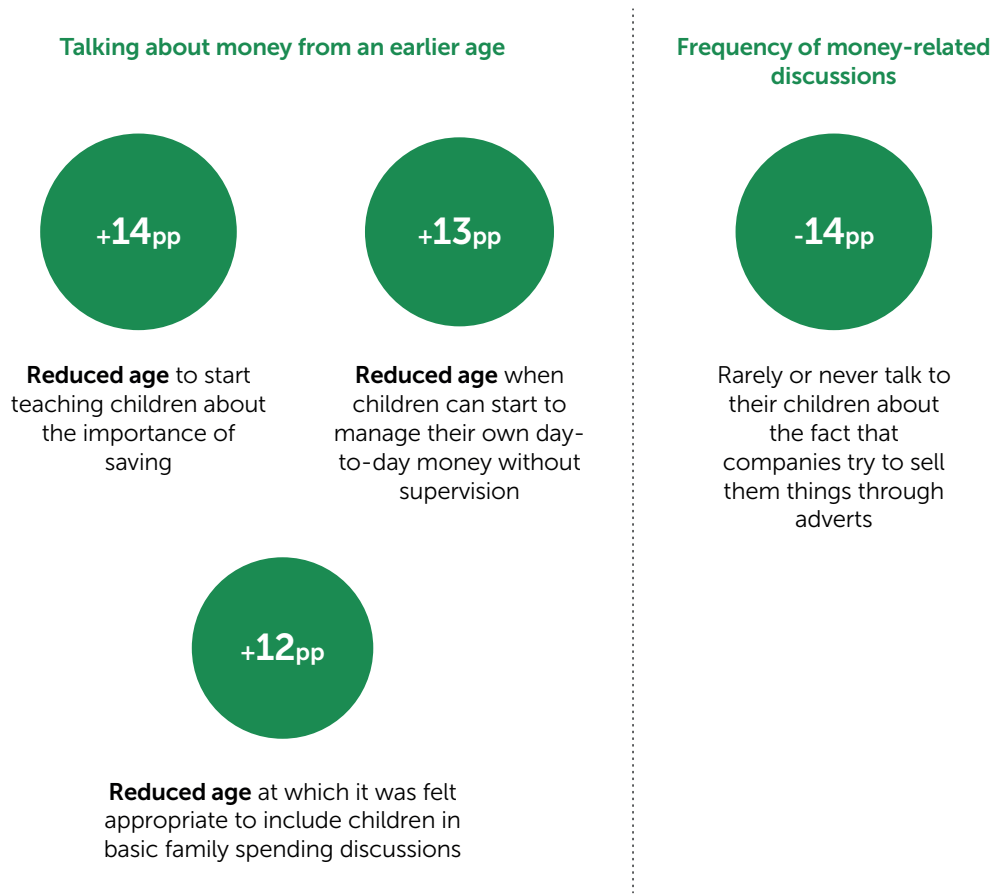 Talking about money from an earlier age
+14pp
Reduced age to start
teaching children about
the importance of
saving
+13pp
Reduced age when
children can start to
manage their own day-
to-day money without
supervision
+12pp
Reduced age at which it was felt
appropriate to include children in
basic family spending discussions
Frequency of money-related
discussions
-14pp
Rarely or never talk to
their children about
the fact that
companies try to sell
them things through
adverts